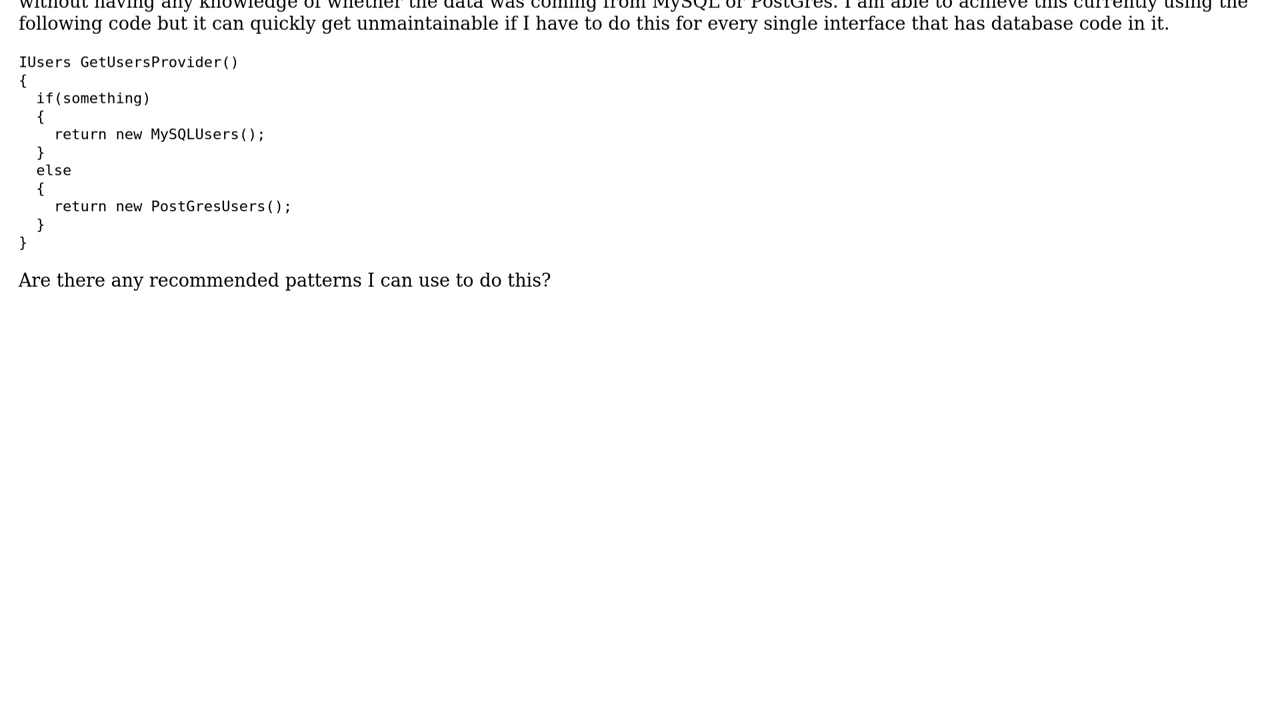 without having any knowledge of whether the data was coming from MySQL or PostGres. I am able to achieve this currently using the
following code but it can quickly get unmaintainable if I have to do this for every single interface that has database code in it.
IUsers GetUsersProvider()
{
  if(something)
  {
    return new MySQLUsers();
  }
  else
  {
    return new PostGresUsers();
  }
}
Are there any recommended patterns I can use to do this?